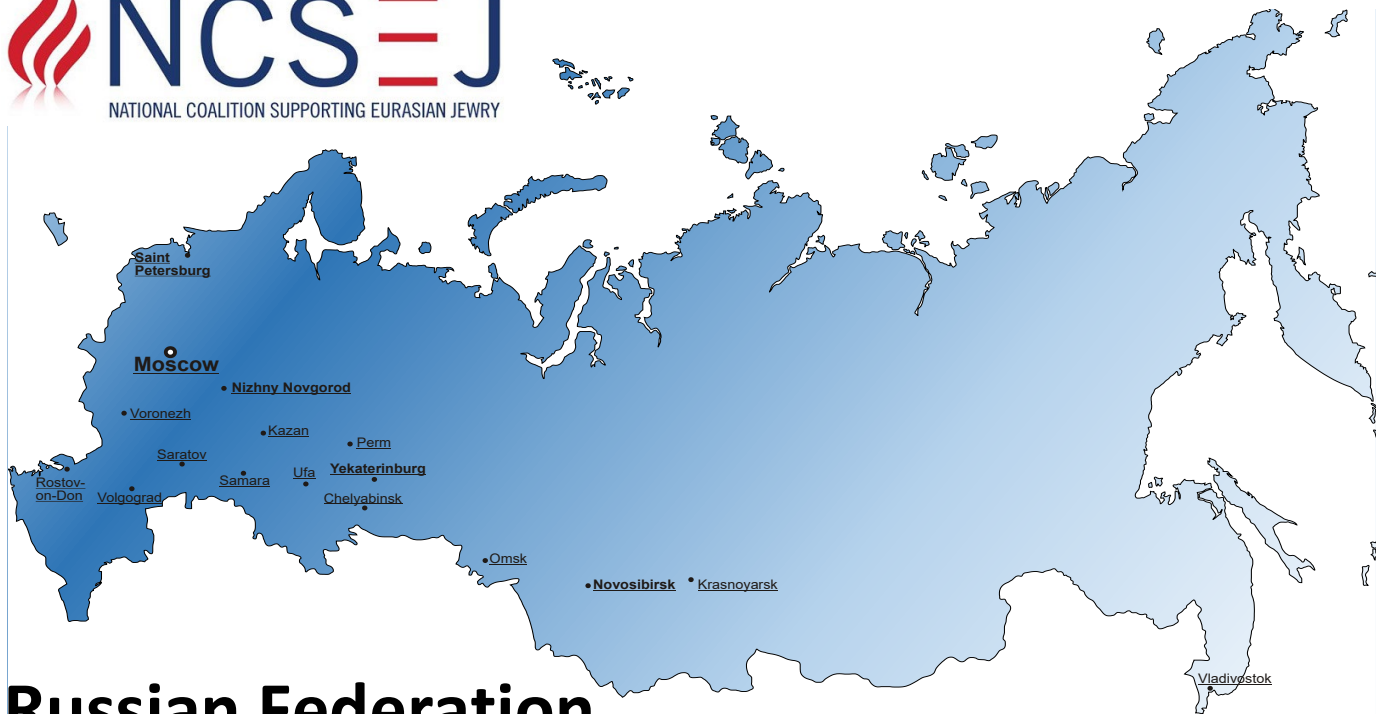 NCSEJ
NATIONAL COALITION SUPPORTING EURASIAN JEWRY
Saint
Petersburg
Moscow
Nizhny Novgorod
Voronezh
Kazan
Perm
Saratov
Samara
Ufa
Yekaterinburg
Rostov-
on-Don
Volgograd
Chelyabinsk
Omsk
Novosibirsk
Krasnoyarsk
Vladivostok
Russian Federation